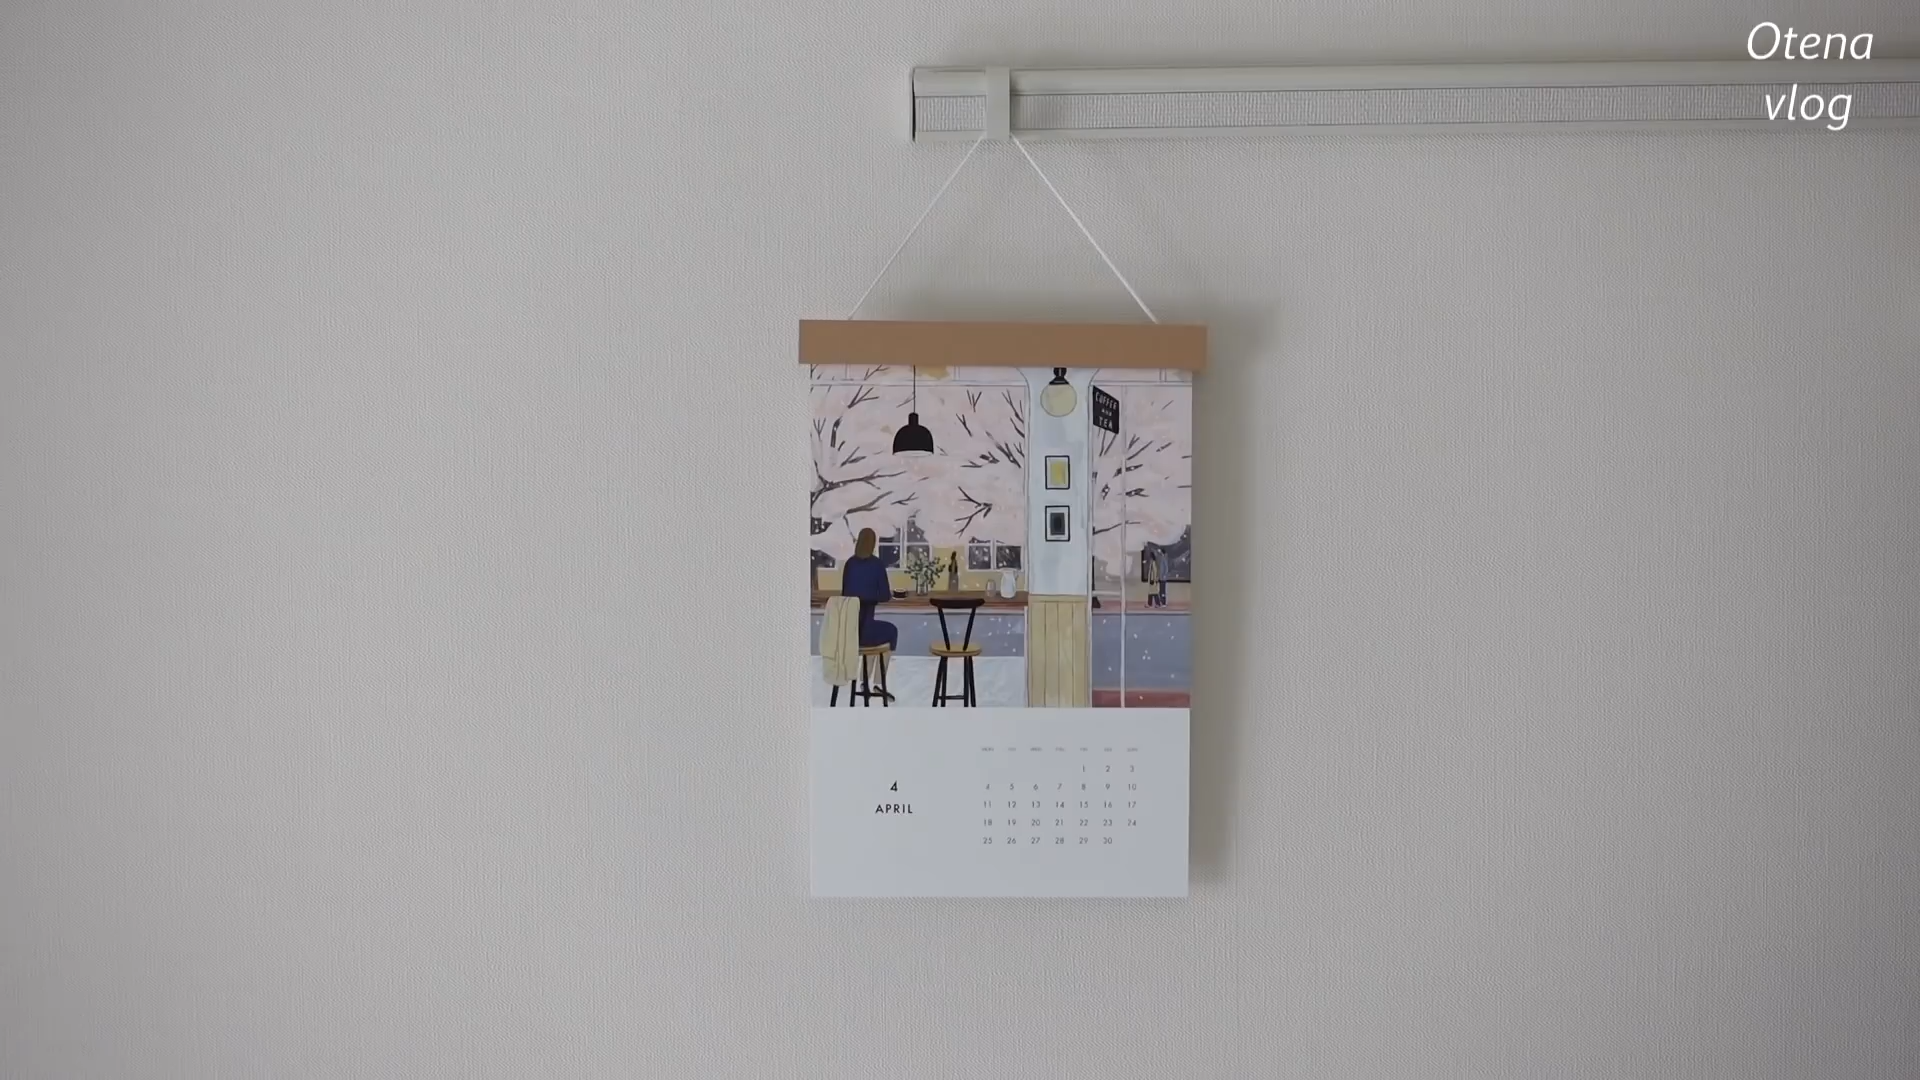 Otena
vlog
COFFEE
AND
TEA
4
APRIL
1 2 3
4 5 6 7 8 9 10
11 12 13 14 15 16 17
18 19 20 21 22 23 24
25 26 27 28 29 30